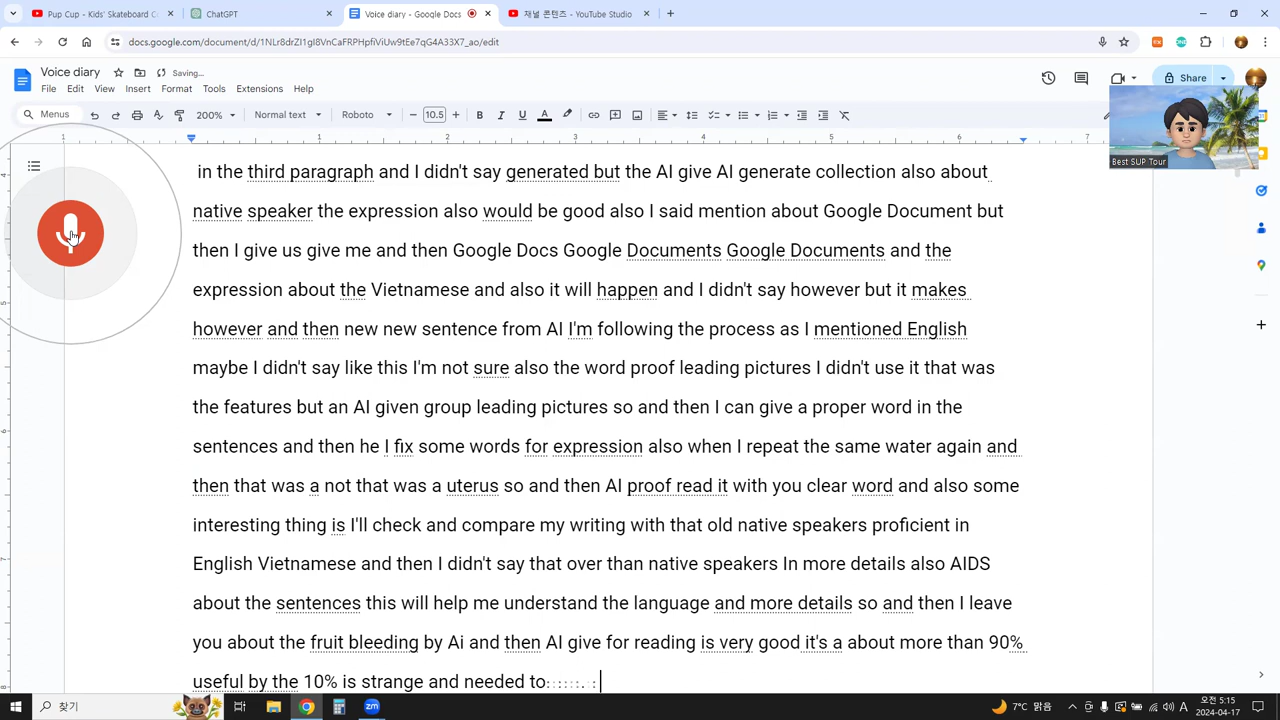 Pup Cup - Kids' Skateboard C
ChatGPT
Voice diary - Google Docs
재널 콘텐츠 - YouTube Studio
docs.google.com/document/d/1NLr8drZI1gI8VnCaFRPHpfiViUw9tEe7qG4A33X7_ao/edit
Voice diary
Saving...
File Edit View Insert Format Tools Extensions Help
Share
Menus
200%
Normal text
Roboto
10.5
B I U A
1 1 2 3 4 5 6 7
Best SUP Tour
in the third paragraph and I didn't say generated but the AI give AI generate collection also about
native speaker the expression also would be good also I said mention about Google Document but
then I give us give me and then Google Docs Google Documents Google Documents and the
expression about the Vietnamese and also it will happen and I didn't say however but it makes
however and then new new sentence from AI I'm following the process as I mentioned English
maybe I didn't say like this I'm not sure also the word proof leading pictures I didn't use it that was
the features but an AI given group leading pictures so and then I can give a proper word in the
sentences and then he I fix some words for expression also when I repeat the same water again and
then that was a not that was a uterus so and then AI proof read it with you clear word and also some
interesting thing is I'll check and compare my writing with that old native speakers proficient in
English Vietnamese and then I didn't say that over than native speakers In more details also AIDS
about the sentences this will help me understand the language and more details so and then I leave
you about the fruit bleeding by Ai and then AI give for reading is very good it's a about more than 90%
useful by the 10% is strange and needed to
찾기
7°C 맑음
A
오전 5:15
2024-04-17